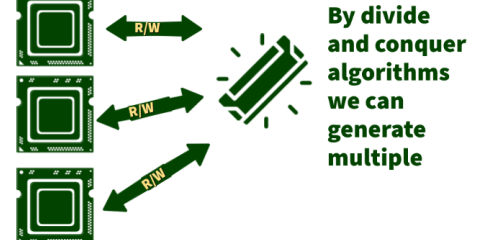 R/W
R/W
R/W
By divide
and conquer
algorithms
we can
generate
multiple